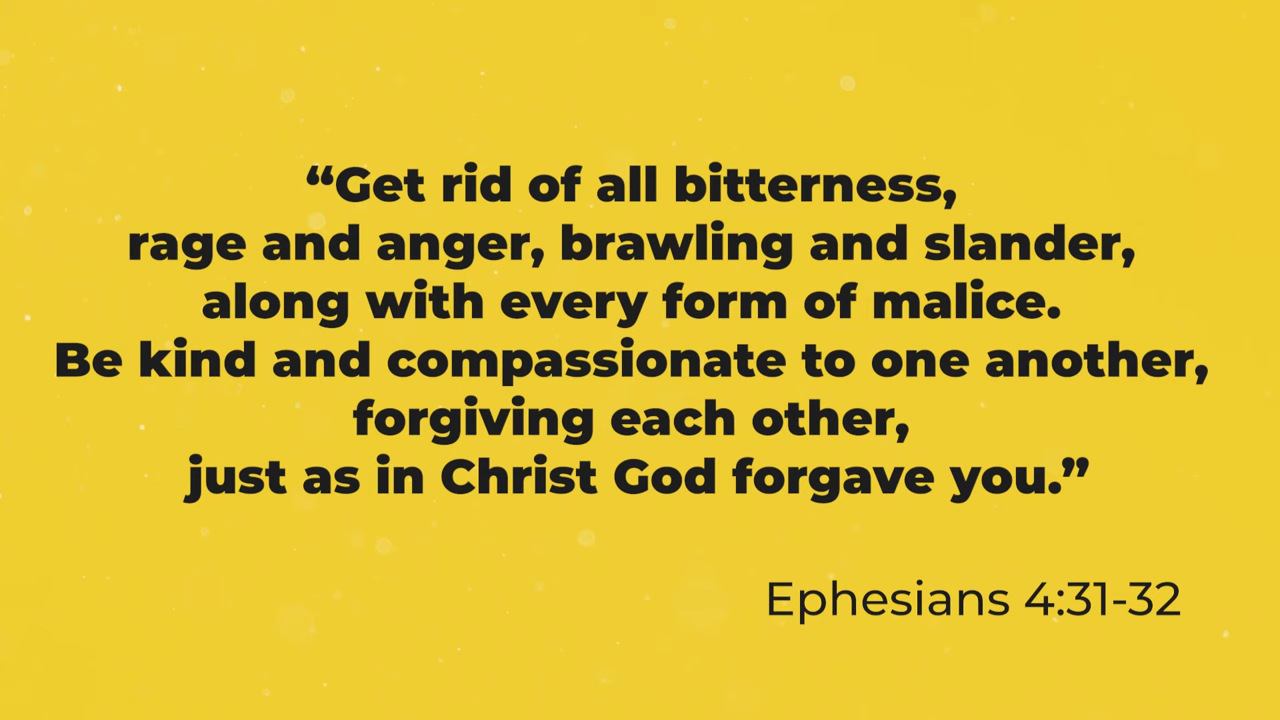 “Get rid of all bitterness,
rage and anger, brawling and slander,
along with every form of malice.
Be kind and compassionate to one another,
forgiving each other,
just as in Christ God forgave you.”
Ephesians 4:31-32